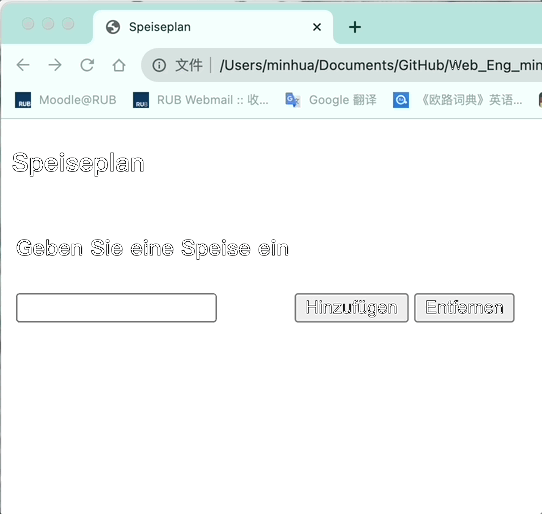 Speiseplan
文件 /Users/minhua/Documents/GitHub/Web_Eng_min
Moodle@RUB RUB Webmail :: 收... Google 翻译 《欧路词典》英语...
Speiseplan
Geben Sie eine Speise ein
Hinzufügen Entfernen